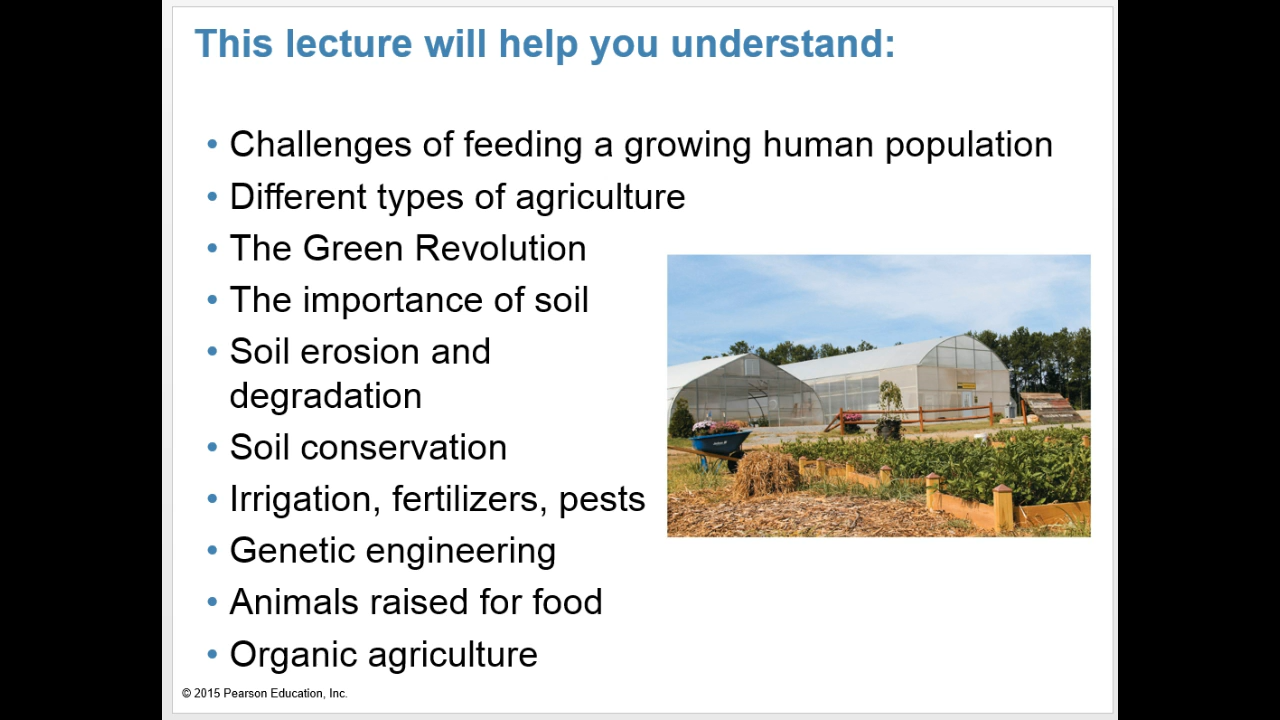 This lecture will help you understand:
• Challenges of feeding a growing human population
• Different types of agriculture
• The Green Revolution
• The importance of soil
• Soil erosion and
degradation
• Soil conservation
• Irrigation, fertilizers, pests
• Genetic engineering
• Animals raised for food
• Organic agriculture
© 2015 Pearson Education, Inc.